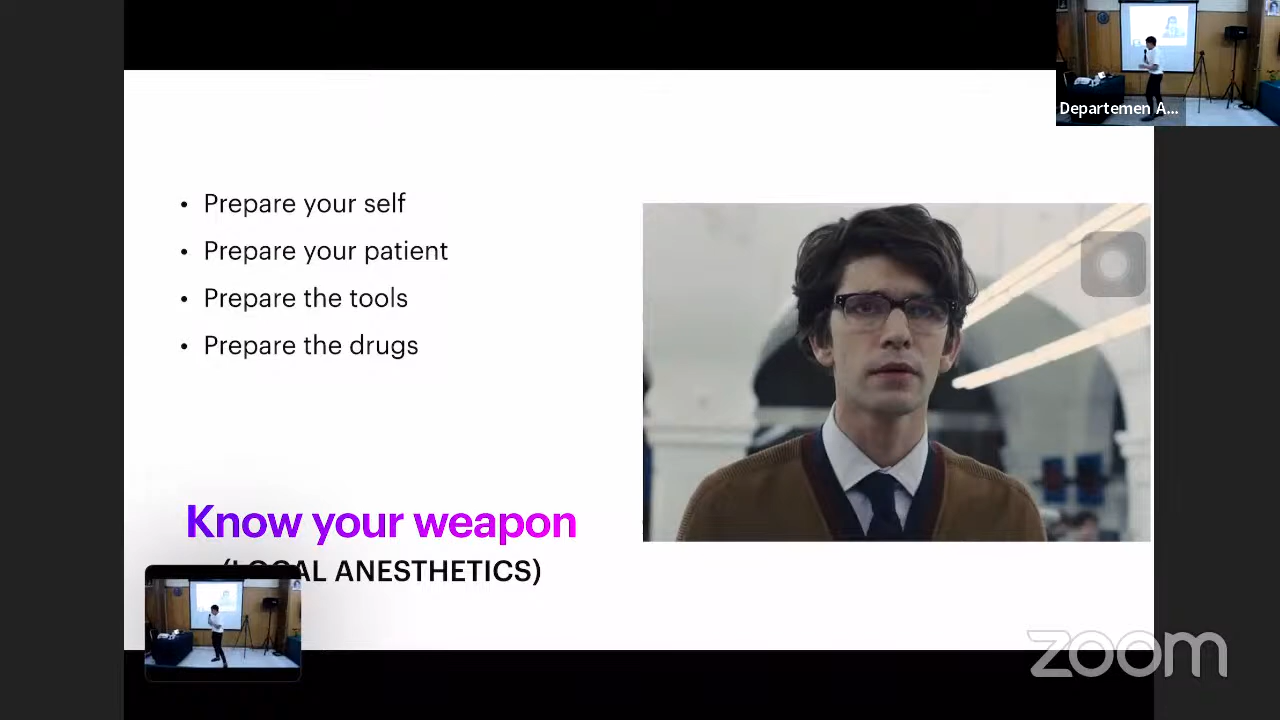 Departemen A...
• Prepare your self
• Prepare your patient
• Prepare the tools
• Prepare the drugs
Know your weapon
(LOCAL ANESTHETICS)
zoom